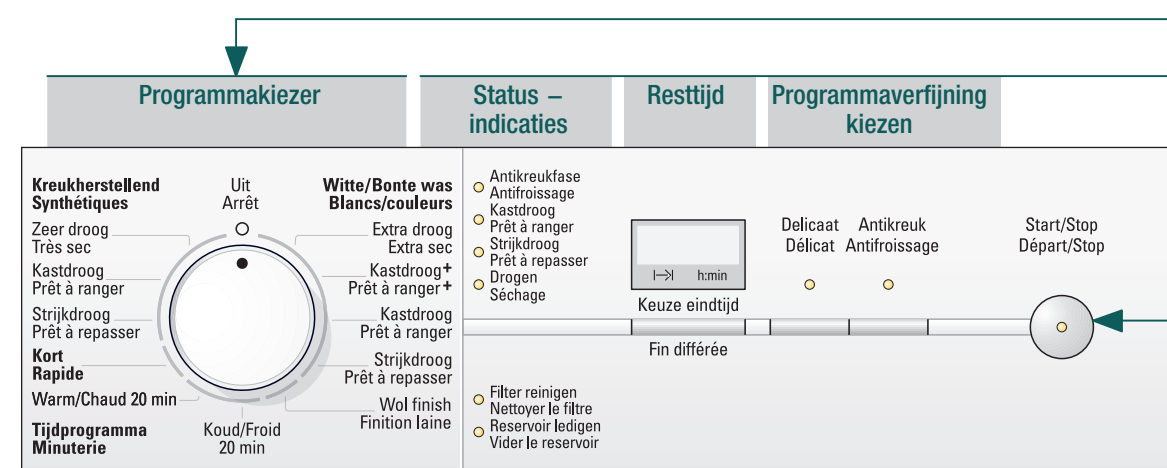 Programmakiezer
Status –
indicaties
Resttijd
Programmaverfijning
kiezen
Kreukherstellend
Synthétiques
Uit
Arrêt
Witte/Bonte was
Blancs/couleurs
Zeer droog
Très sec
Kastdroog
Prêt à ranger
Strijkdroog
Prêt à repasser
Kort
Rapide
Warm/Chaud 20 min
Tijdprogramma
Minuterie
Koud/Froid
20 min
Extra droog
Extra sec
Kastdroog+
Prêt à ranger+
Kastdroog
Prêt à ranger
Strijkdroog
Prêt à repasser
Wol finish
Finition laine
Antikreukfase
Antifroissage
Kastdroog
Prêt à ranger
Strijkdroog
Prêt à repasser
Drogen
Séchage
Filter reinigen
Nettoyer le filtre
Reservoir ledigen
Vider le reservoir
h:min
Keuze eindtijd
Fin différée
Delicaat
Délicat
Antikreuk
Antifroissage
Start/Stop
Départ/Stop